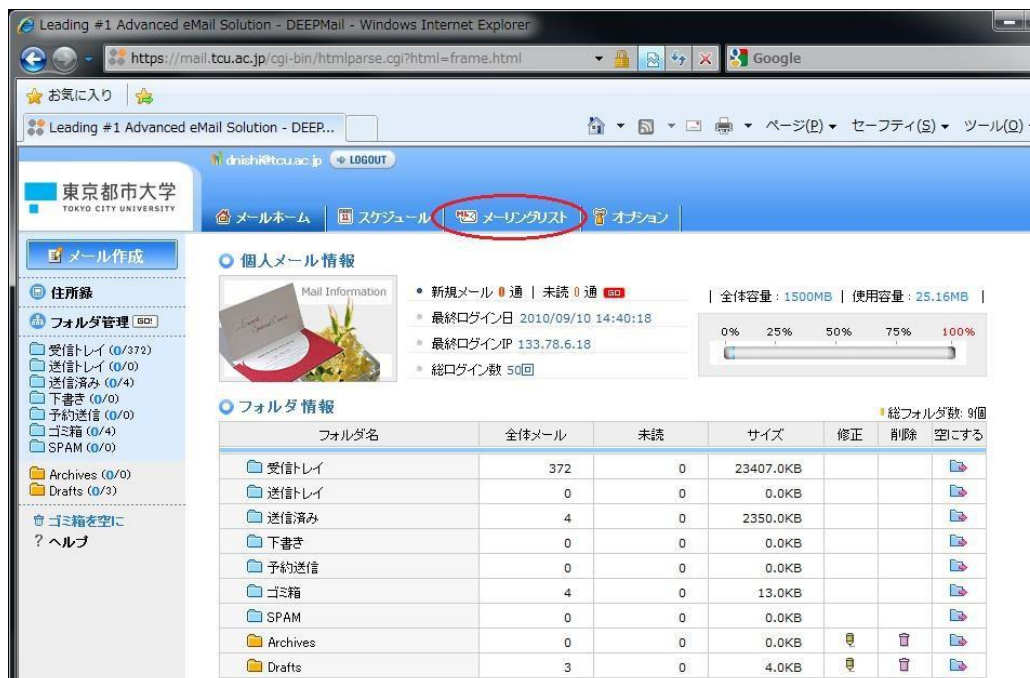 Leading #1 Advanced eMail Solution - DEEPMail - Windows Internet Explorer
https://mail.tcu.ac.jp/cgi-bin/htmlparse.cgi?html=frame.html
Google
お気に入り
Leading #1 Advanced eMail Solution - DEEP...
ページ(P) セーフティ(S) ツール(O)
dnishi@tcu.ac.jp LOGOUT
東京都市大学
TOKYO CITY UNIVERSITY
メールホーム スケジュール メーリングリスト オプション
メール作成
住所録
フォルダ管理 GO!
受信トレイ (0/372)
送信トレイ (0/0)
送信済み (0/4)
下書き (0/0)
予約送信 (0/0)
ゴミ箱 (0/4)
SPAM (0/0)
Archives (0/0)
Drafts (0/3)
ゴミ箱を空に
? ヘルプ
個人メール情報
Mail Information
新規メール 0 通 | 未読 0 通 GO
最終ログイン日 2010/09/10 14:40:18
最終ログインIP 133.78.6.18
総ログイン数 50回
| 全体容量 : 1500MB | 使用容量 : 25.16MB |
0% 25% 50% 75% 100%
フォルダ情報
総フォルダ数: 9個
フォルダ名 全体メール 未読 サイズ 修正 削除 空にする
受信トレイ 372 0 23407.0KB
送信トレイ 0 0 0.0KB
送信済み 4 0 2350.0KB
下書き 0 0 0.0KB
予約送信 0 0 0.0KB
ゴミ箱 4 0 13.0KB
SPAM 0 0 0.0KB
Archives 0 0 0.0KB
Drafts 3 0 4.0KB